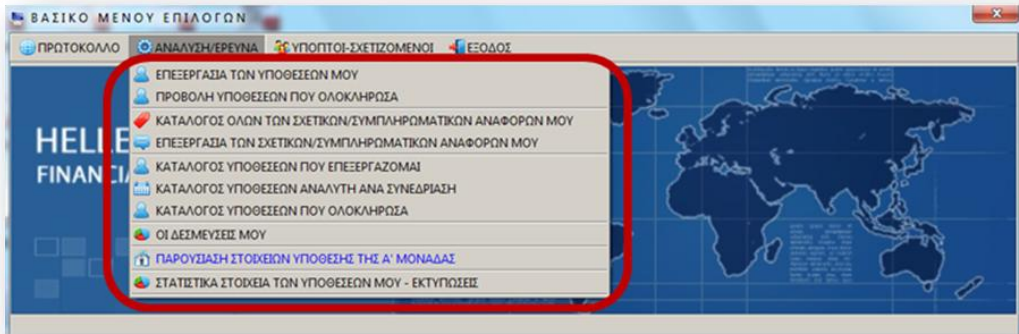 ΒΑΣΙΚΟ ΜΕΝΟΥ ΕΠΙΛΟΓΩΝ
ΠΡΩΤΟΚΟΛΛΟ ΑΝΑΛΥΣΗ/ΕΡΕΥΝΑ ΥΠΟΠΤΟΙ-ΣΧΕΤΙΖΟΜΕΝΟΙ ΕΞΟΔΟΣ
ΕΠΕΞΕΡΓΑΣΙΑ ΤΩΝ ΥΠΟΘΕΣΕΩΝ ΜΟΥ
ΠΡΟΒΟΛΗ ΥΠΟΘΕΣΕΩΝ ΠΟΥ ΟΛΟΚΛΗΡΩΣΑ
ΚΑΤΑΛΟΓΟΣ ΟΛΩΝ ΤΩΝ ΣΧΕΤΙΚΩΝ/ΣΥΜΠΛΗΡΩΜΑΤΙΚΩΝ ΑΝΑΦΟΡΩΝ ΜΟΥ
ΕΠΕΞΕΡΓΑΣΙΑ ΤΩΝ ΣΧΕΤΙΚΩΝ/ΣΥΜΠΛΗΡΩΜΑΤΙΚΩΝ ΑΝΑΦΟΡΩΝ ΜΟΥ
ΚΑΤΑΛΟΓΟΣ ΥΠΟΘΕΣΕΩΝ ΠΟΥ ΕΠΕΞΕΡΓΑΖΟΜΑΙ
ΚΑΤΑΛΟΓΟΣ ΥΠΟΘΕΣΕΩΝ ΑΝΑΛΥΤΗ ΑΝΑ ΣΥΝΕΔΡΙΑΣΗ
ΚΑΤΑΛΟΓΟΣ ΥΠΟΘΕΣΕΩΝ ΠΟΥ ΟΛΟΚΛΗΡΩΣΑ
ΟΙ ΔΕΣΜΕΥΣΕΙΣ ΜΟΥ
ΠΑΡΟΥΣΙΑΣΗ ΣΤΟΙΧΕΙΩΝ ΥΠΟΘΕΣΗΣ ΤΗΣ Α' ΜΟΝΑΔΑΣ
ΣΤΑΤΙΣΤΙΚΑ ΣΤΟΙΧΕΙΑ ΤΩΝ ΥΠΟΘΕΣΕΩΝ ΜΟΥ - ΕΚΤΥΠΩΣΕΙΣ
HELLE
FINANCIA